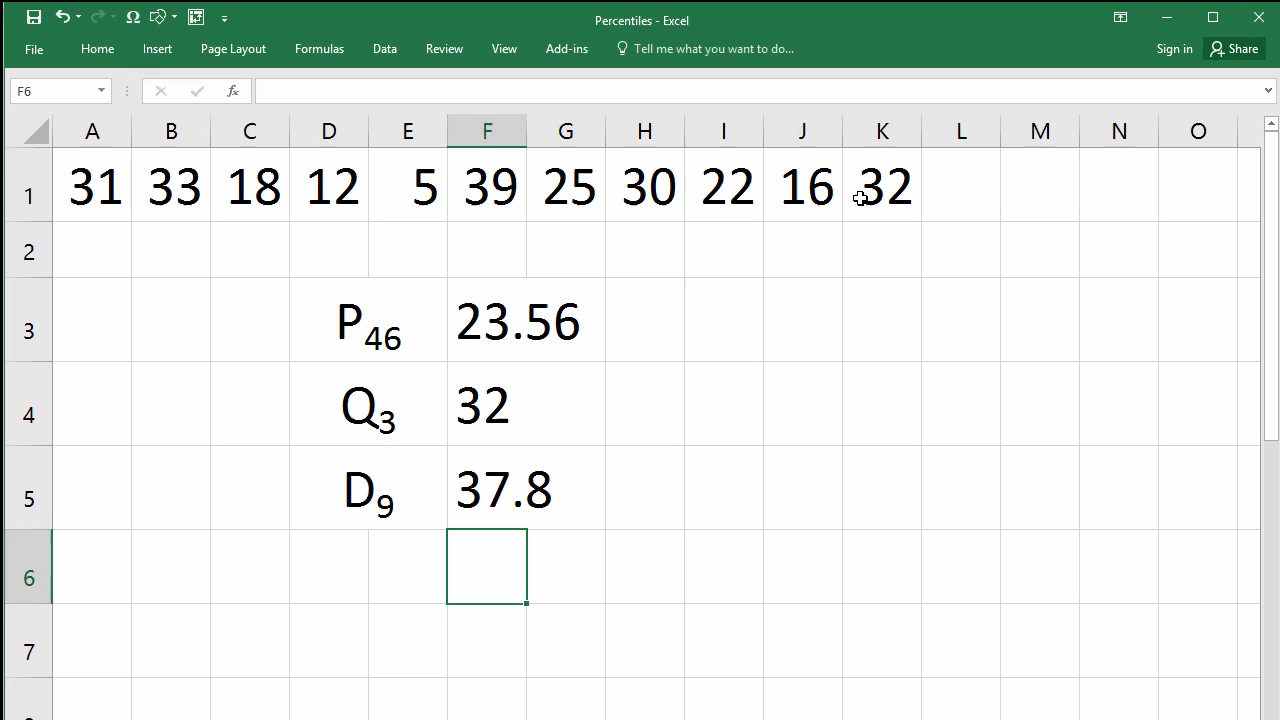 Percentiles - Excel
File Home Insert Page Layout Formulas Data Review View Add-ins Tell me what you want to do... Sign in Share
F6 fx
A B C D E F G H I J K L M N O
1 31 33 18 12 5 39 25 30 22 16 32
2
3 P46 23.56
4 Q3 32
5 D9 37.8
6
7